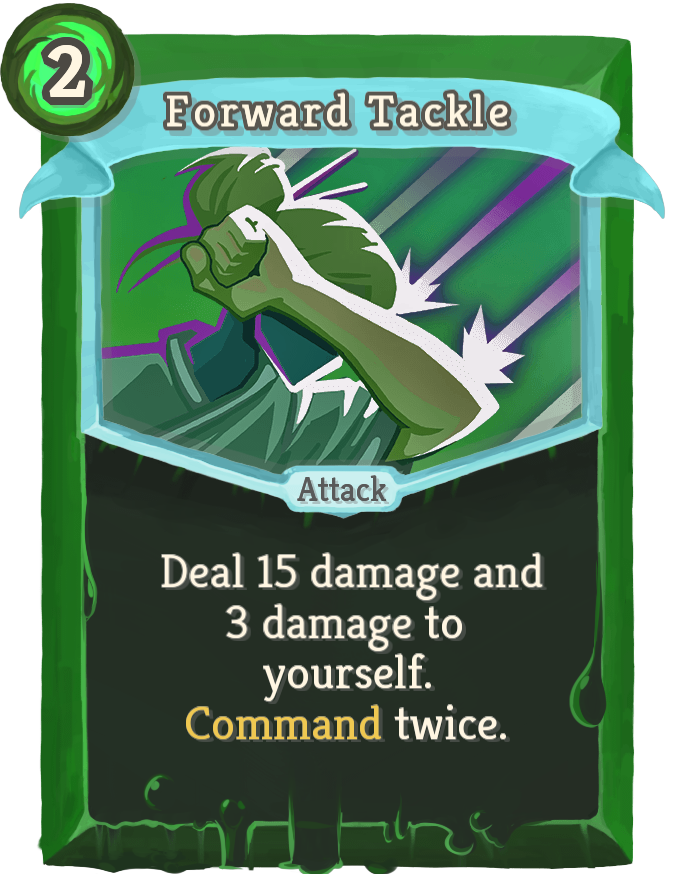 2
Forward Tackle
Attack
Deal 15 damage and
3 damage to
yourself.
Command twice.